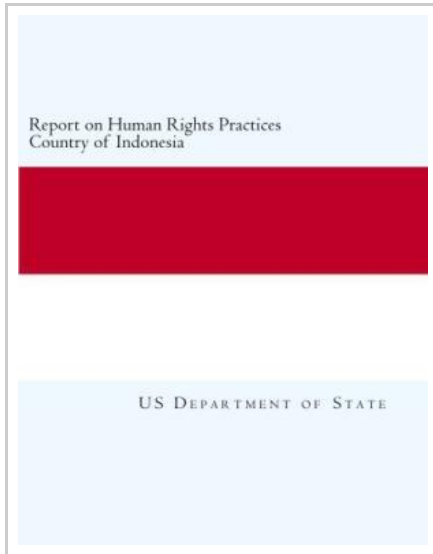 Report on Human Rights Practices
Country of Indonesia
US DEPARTMENT OF STATE